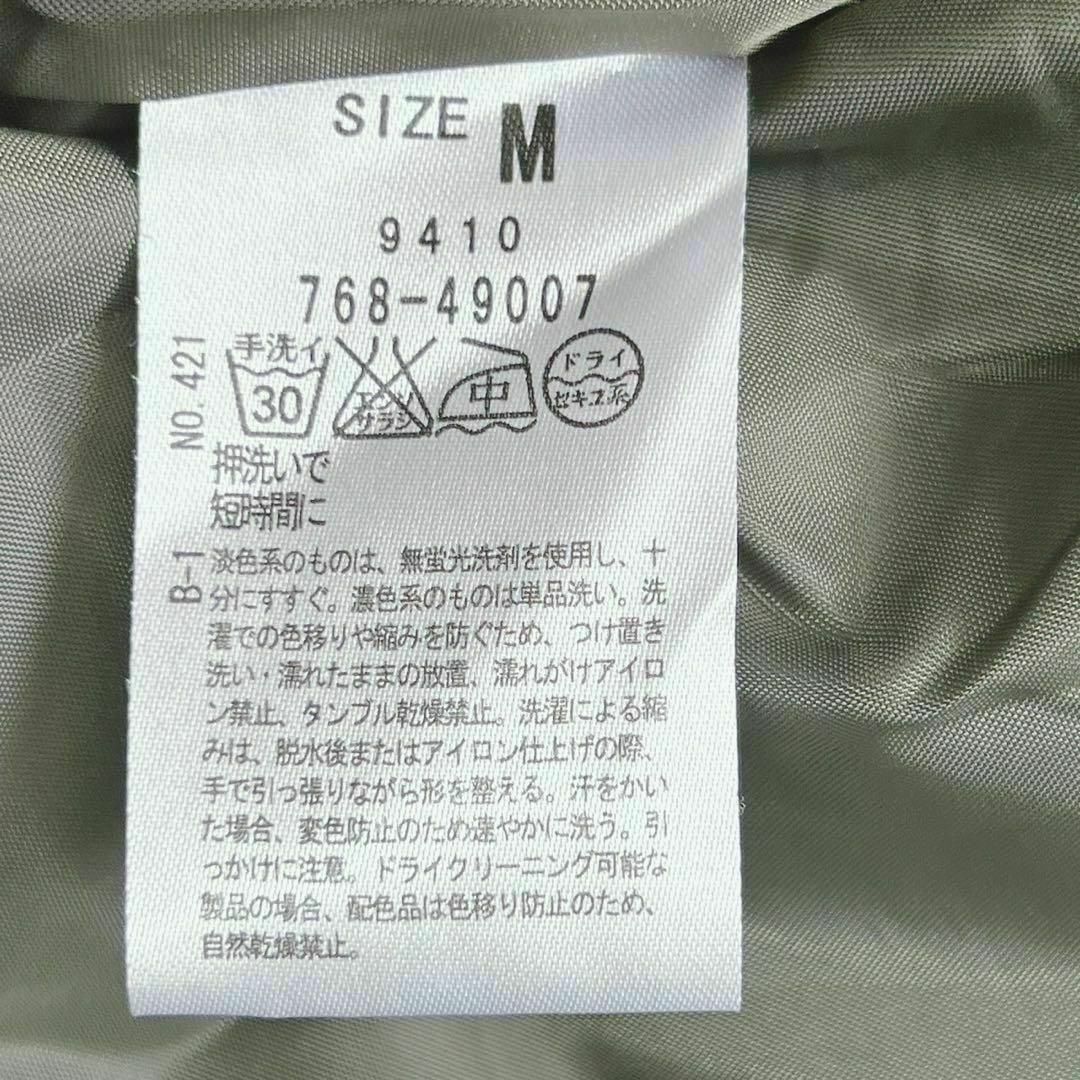 SIZE M
9410
768-49007
NO.421
手洗イ
30
エンソ
サラシ
中
ドライ
セキユ系
押洗いで
短時間に
B-1
淡色系のものは、無蛍光洗剤を使用し、十
分にすすぐ。濃色系のものは単品洗い。洗
濯での色移りや縮みを防ぐため、つけ置き
洗い・濡れたままの放置、濡れがけアイロ
ン禁止、タンブル乾燥禁止。洗濯による縮
みは、脱水後またはアイロン仕上げの際、
手で引っ張りながら形を整える。汗をかい
た場合、変色防止のため速やかに洗う。引
っかけに注意。ドライクリーニング可能な
製品の場合、配色品は色移り防止のため、
自然乾燥禁止。